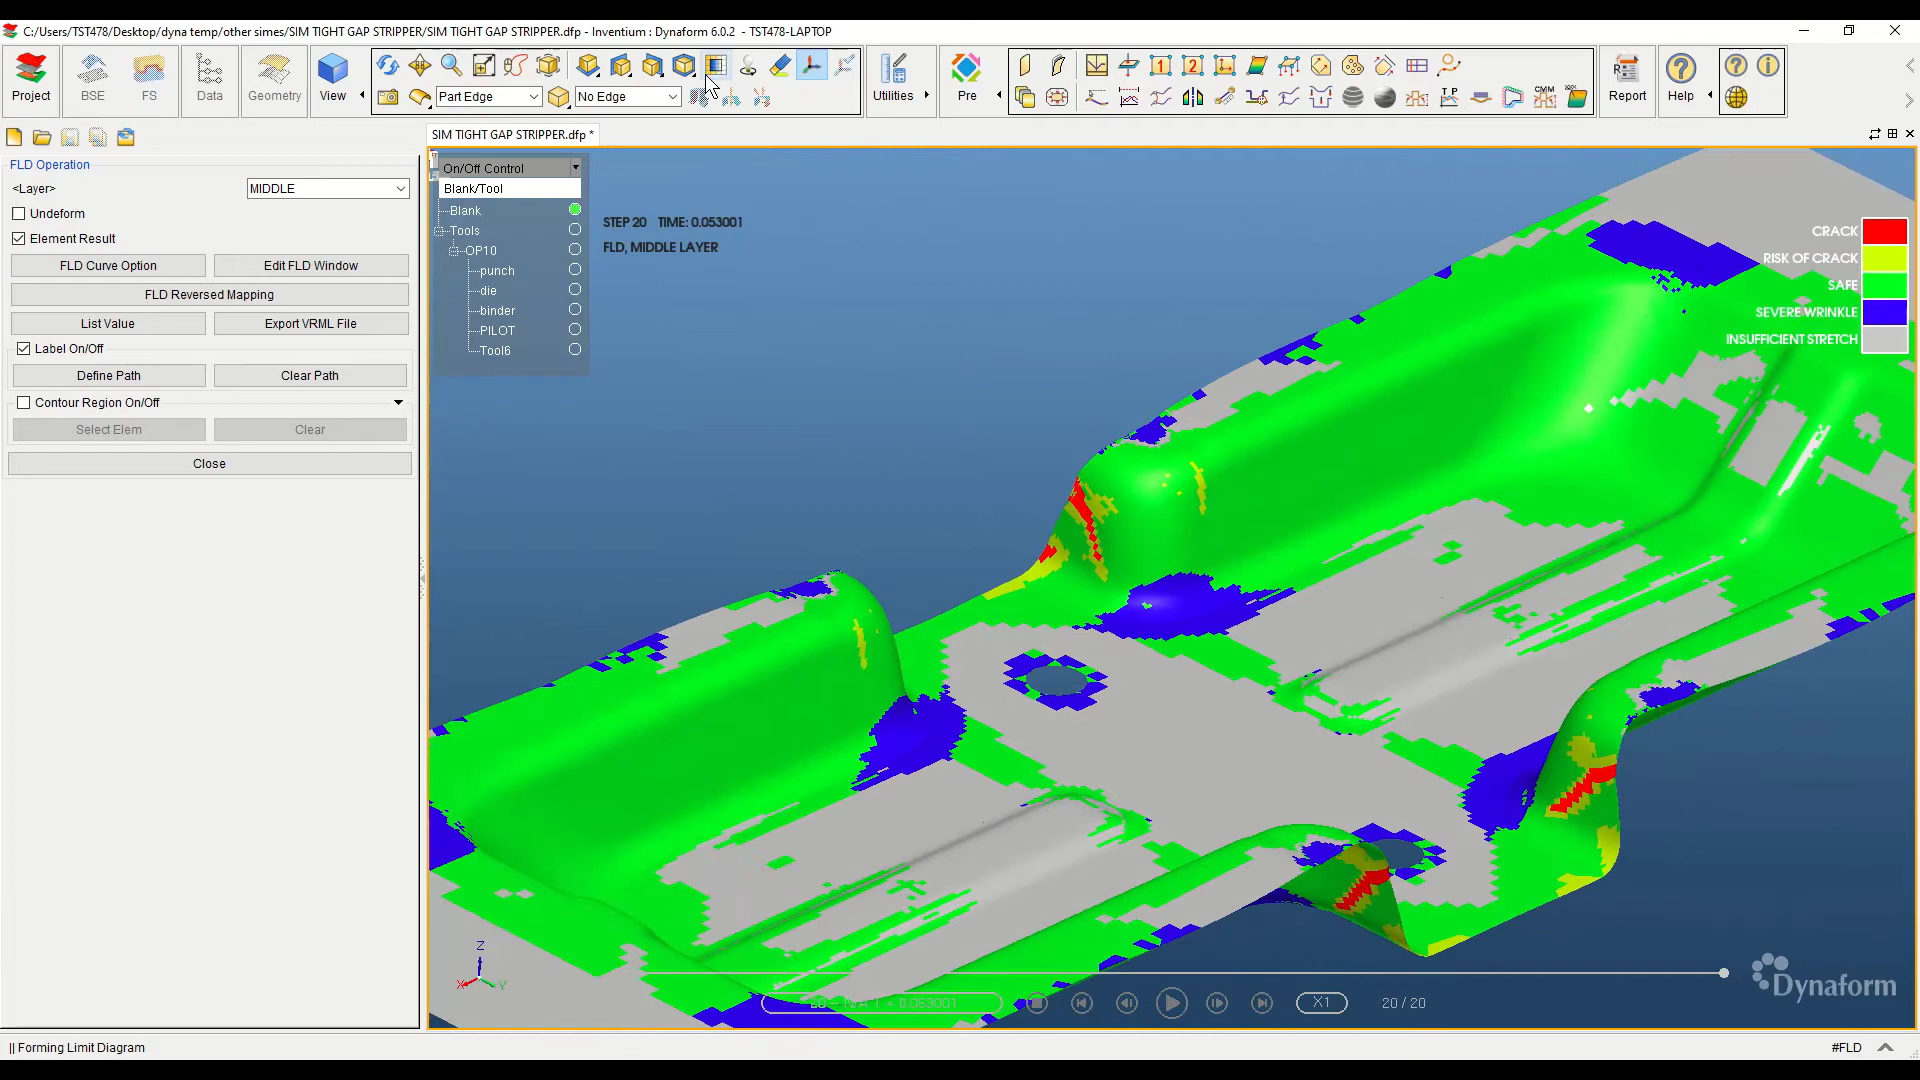 C:/Users/TST478/Desktop/dyna temp/other simes/SIM TIGHT GAP STRIPPER/SIM TIGHT GAP STRIPPER.dfp - Inventium : Dynaform 6.0.2 - TST478-LAPTOP
Project
BSE
FS
Data
Geometry
View
Part Edge
No Edge
Utilities
Pre
1
2
T P
CMM
Report
Help
SIM TIGHT GAP STRIPPER.dfp *
FLD Operation
<Layer>
MIDDLE
Undeform
Element Result
FLD Curve Option
Edit FLD Window
FLD Reversed Mapping
List Value
Export VRML File
Label On/Off
Define Path
Clear Path
Contour Region On/Off
Select Elem
Clear
Close
On/Off Control
Blank/Tool
Blank
Tools
OP10
punch
die
binder
PILOT
Tool6
STEP 20 TIME: 0.053001
FLD, MIDDLE LAYER
CRACK
RISK OF CRACK
SAFE
SEVERE WRINKLE
INSUFFICIENT STRETCH
Z
X
Y
N/A T = 0.053001
X1
20 / 20
Dynaform
|| Forming Limit Diagram
#FLD